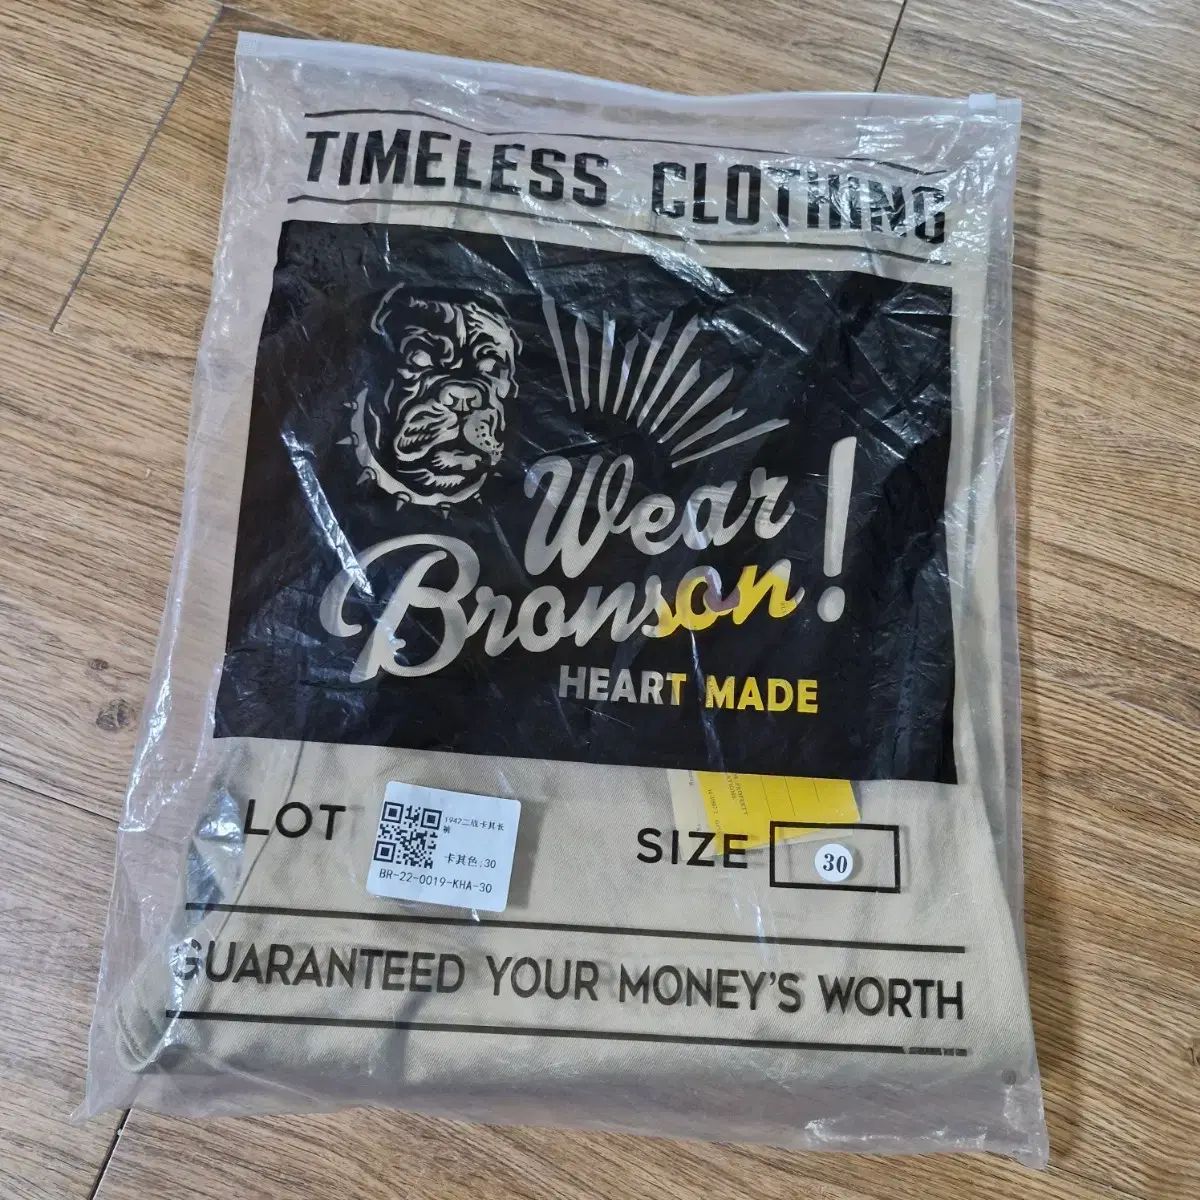 TIMELESS CLOTHING
Wear
Bronson!
HEART MADE
LOT
1942二战卡其长
裤
卡其色;30
BR-22-0019-KHA-30
SIZE
30
GUARANTEED YOUR MONEY'S WORTH